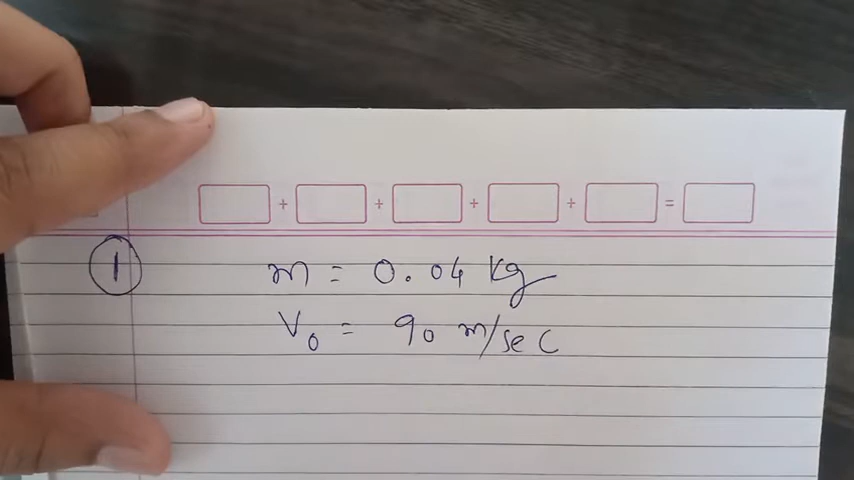 + + + + =
1 m = 0.04 kg
V₀ = 90 m/sec